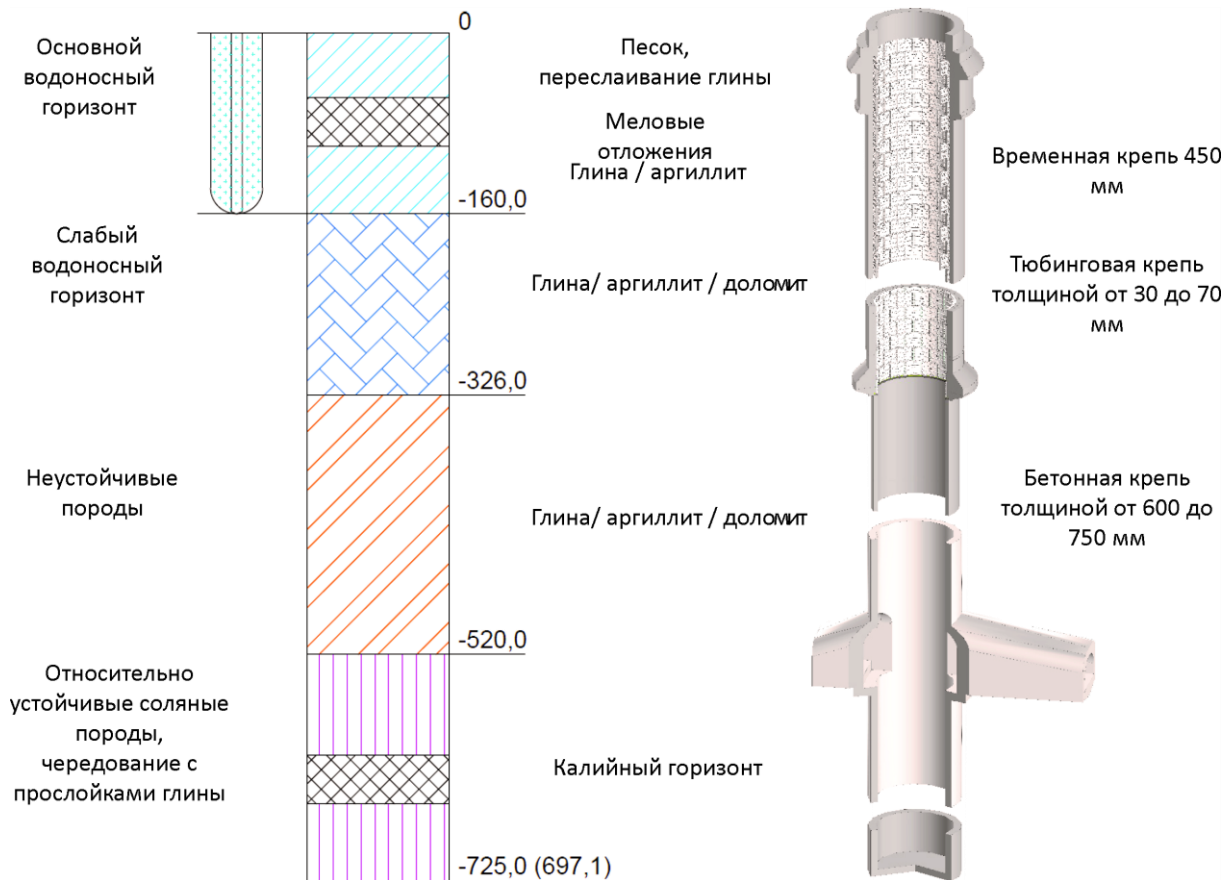 0
Основной
водоносный
горизонт
Песок,
переслаивание глины
Меловые
отложения
Глина / аргиллит
Временная крепь 450
мм
-160,0
Слабый
водоносный
горизонт
Глина/ аргиллит / доломит
Тюбинговая крепь
толщиной от 30 до 70
мм
-326,0
Неустойчивые
породы
Глина/ аргиллит / доломит
Бетонная крепь
толщиной от 600 до
750 мм
-520,0
Относительно
устойчивые соляные
породы,
чередование с
прослойками глины
Калийный горизонт
-725,0 (697,1)